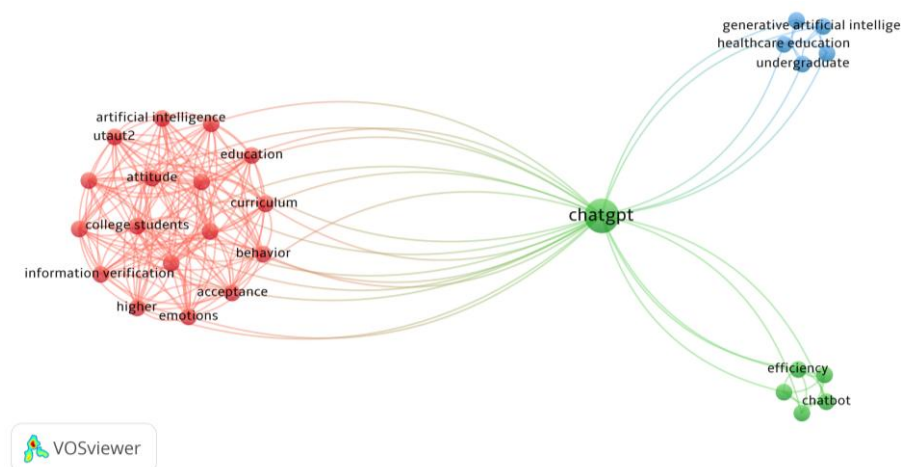 generative artificial intellige
healthcare education
undergraduate
artificial intelligence
utaut2
education
attitude
curriculum
chatgpt
college students
behavior
information verification
acceptance
higher
emotions
efficiency
chatbot
VOSviewer